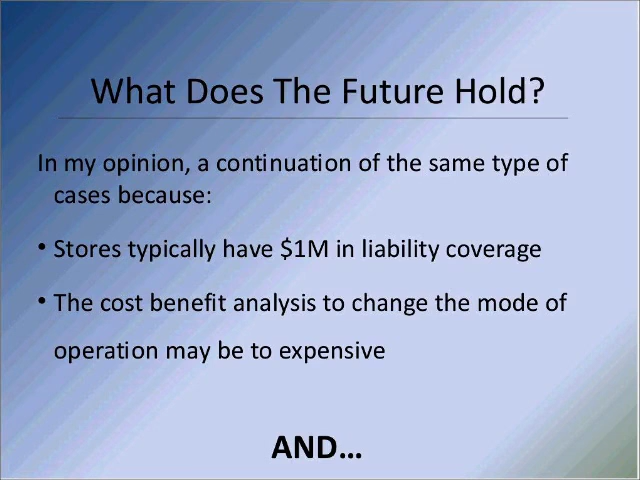 What Does The Future Hold?
In my opinion, a continuation of the same type of
cases because:
• Stores typically have $1M in liability coverage
• The cost benefit analysis to change the mode of
operation may be to expensive
AND…